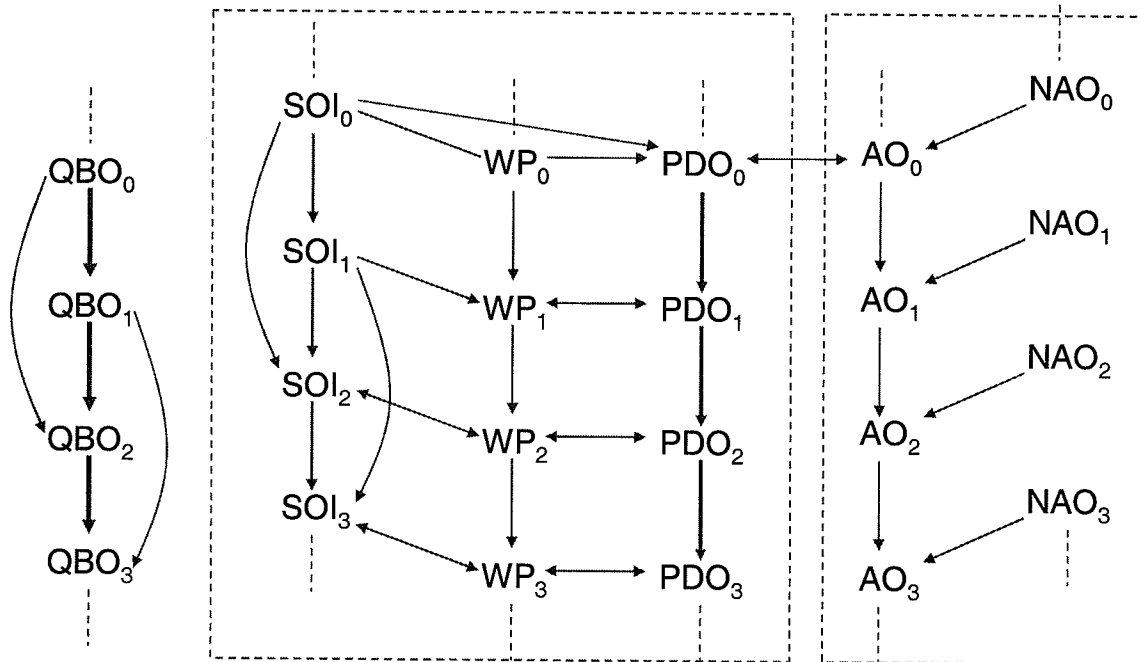 QBO₀
QBO₁
QBO₂
QBO₃
SOI₀
SOI₁
SOI₂
SOI₃
WP₀
WP₁
WP₂
WP₃
PDO₀
PDO₁
PDO₂
PDO₃
AO₀
AO₁
AO₂
AO₃
NAO₀
NAO₁
NAO₂
NAO₃